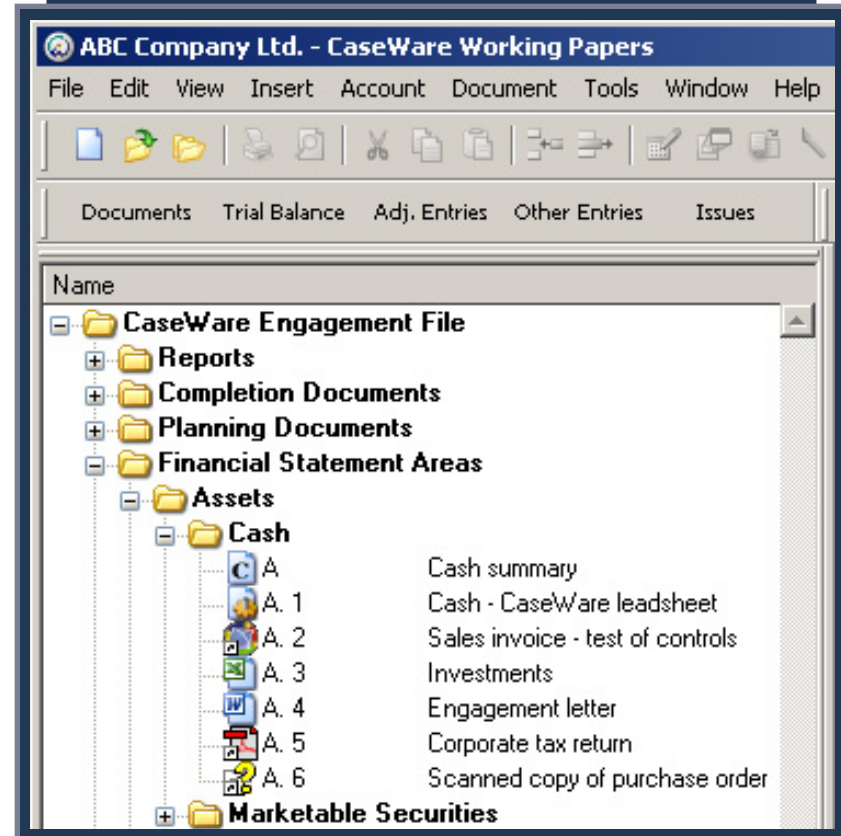 ABC Company Ltd. - CaseWare Working Papers
File Edit View Insert Account Document Tools Window Help
Documents Trial Balance Adj. Entries Other Entries Issues
Name
CaseWare Engagement File
Reports
Completion Documents
Planning Documents
Financial Statement Areas
Assets
Cash
A Cash summary
A. 1 Cash - CaseWare leadsheet
A. 2 Sales invoice - test of controls
A. 3 Investments
A. 4 Engagement letter
A. 5 Corporate tax return
A. 6 Scanned copy of purchase order
Marketable Securities